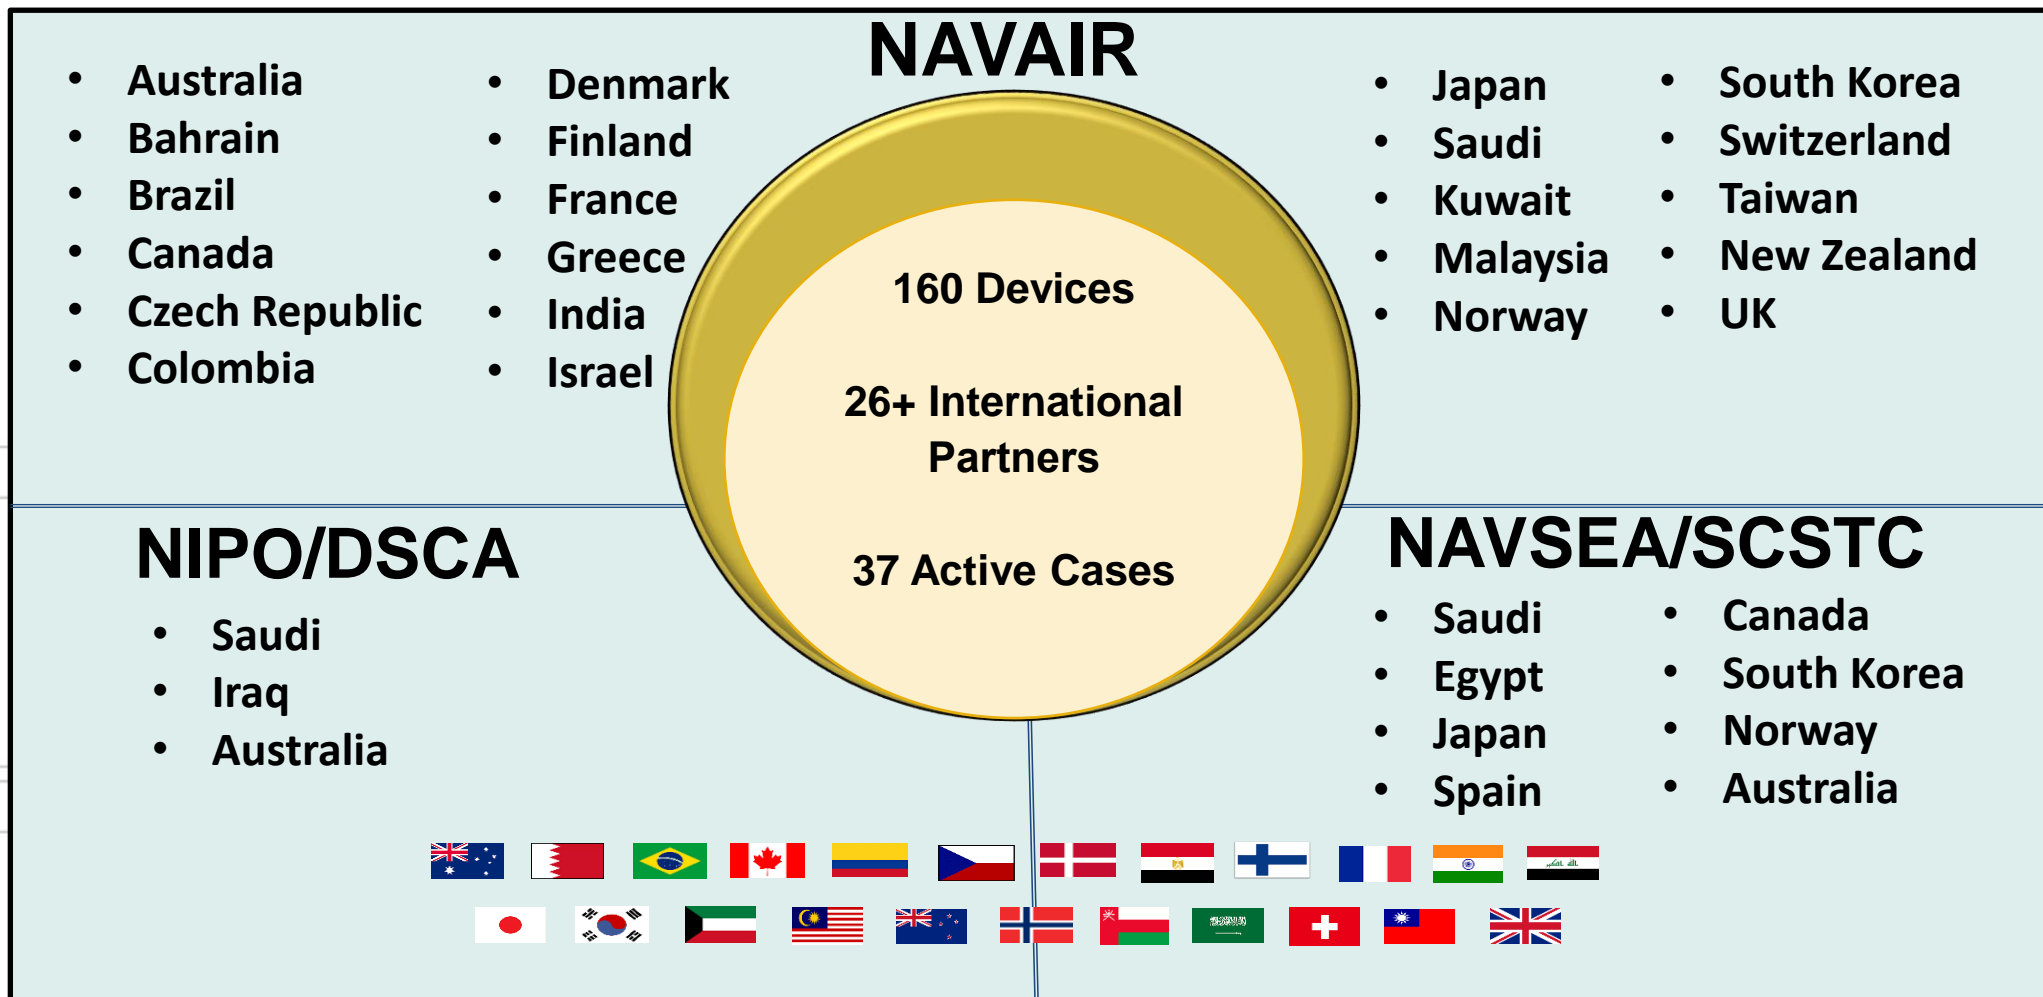 NAVAIR
• Australia
• Bahrain
• Brazil
• Canada
• Czech Republic
• Colombia
• Denmark
• Finland
• France
• Greece
• India
• Israel
160 Devices
26+ International
Partners
37 Active Cases
• Japan
• Saudi
• Kuwait
• Malaysia
• Norway
• South Korea
• Switzerland
• Taiwan
• New Zealand
• UK
NIPO/DSCA
• Saudi
• Iraq
• Australia
NAVSEA/SCSTC
• Saudi
• Egypt
• Japan
• Spain
• Canada
• South Korea
• Norway
• Australia